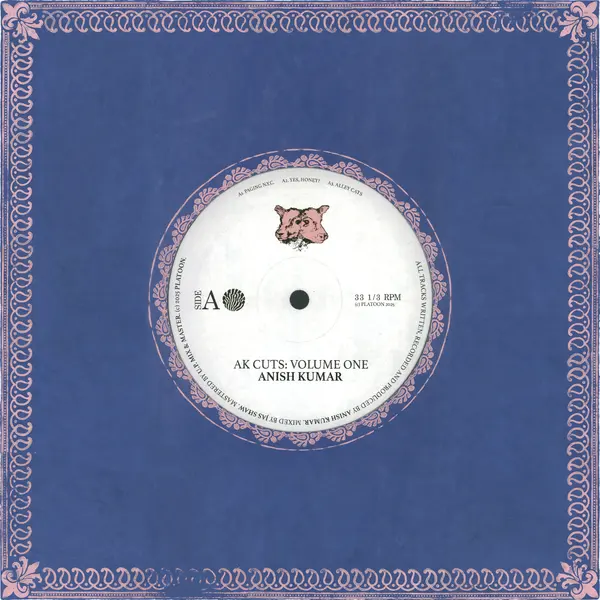 A1. PAGING NXC. A2. YES, HONEY? A3. ALLEY CATS
SIDE A
33 1/3 RPM
(c) PLATOON 2025
AK CUTS: VOLUME ONE
ANISH KUMAR
ALL TRACKS WRITTEN, RECORDED AND PRODUCED BY ANISH KUMAR. MIXED BY JAS SHAW. MASTERED BY U.P. MIX & MASTER. (c) 2025 PLATOON.